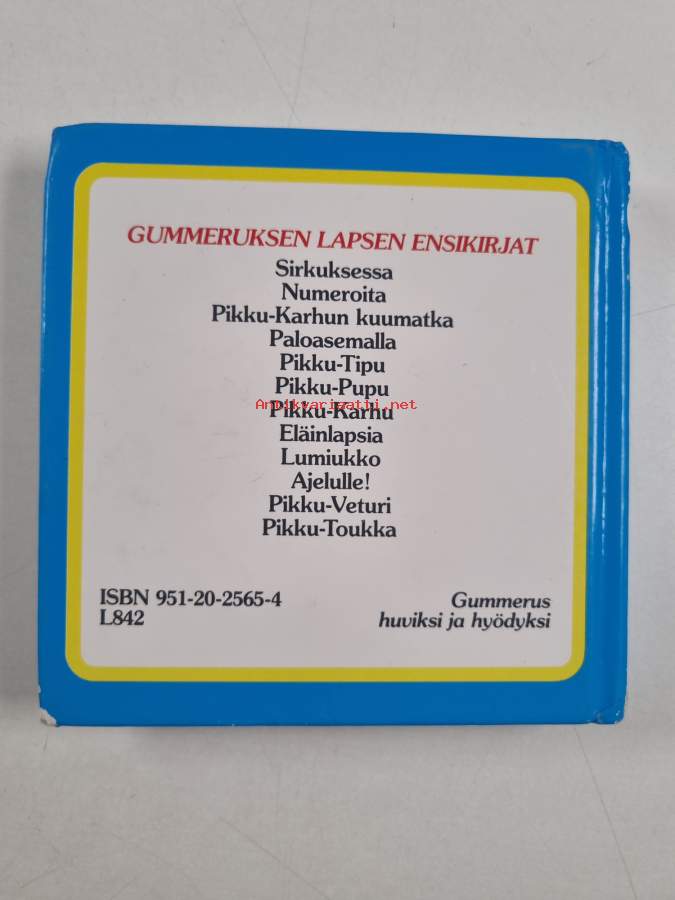 GUMMERUKSEN LAPSEN ENSIKIRJAT
Sirkuksessa
Numeroita
Pikku-Karhun kuumatka
Paloasemalla
Pikku-Tipu
Pikku-Pupu
Antikvariaatti.net
Pikku-Karhu
Eläinlapsia
Lumiukko
Ajelulle!
Pikku-Veturi
Pikku-Toukka
ISBN 951-20-2565-4
L842
Gummerus
huviksi ja hyödyksi